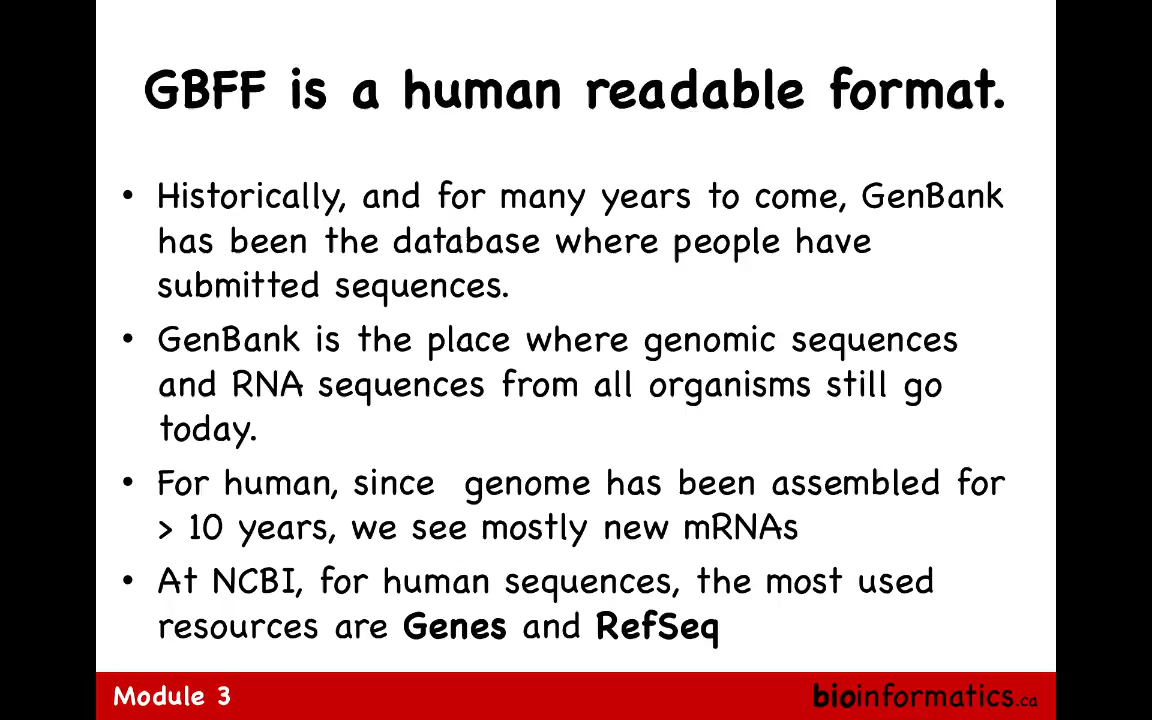 GBFF is a human readable format.
• Historically, and for many years to come, GenBank
has been the database where people have
submitted sequences.
• GenBank is the place where genomic sequences
and RNA sequences from all organisms still go
today.
• For human, since  genome has been assembled for
> 10 years, we see mostly new mRNAs
• At NCBI, for human sequences, the most used
resources are Genes and RefSeq
Module 3
bioinformatics.ca